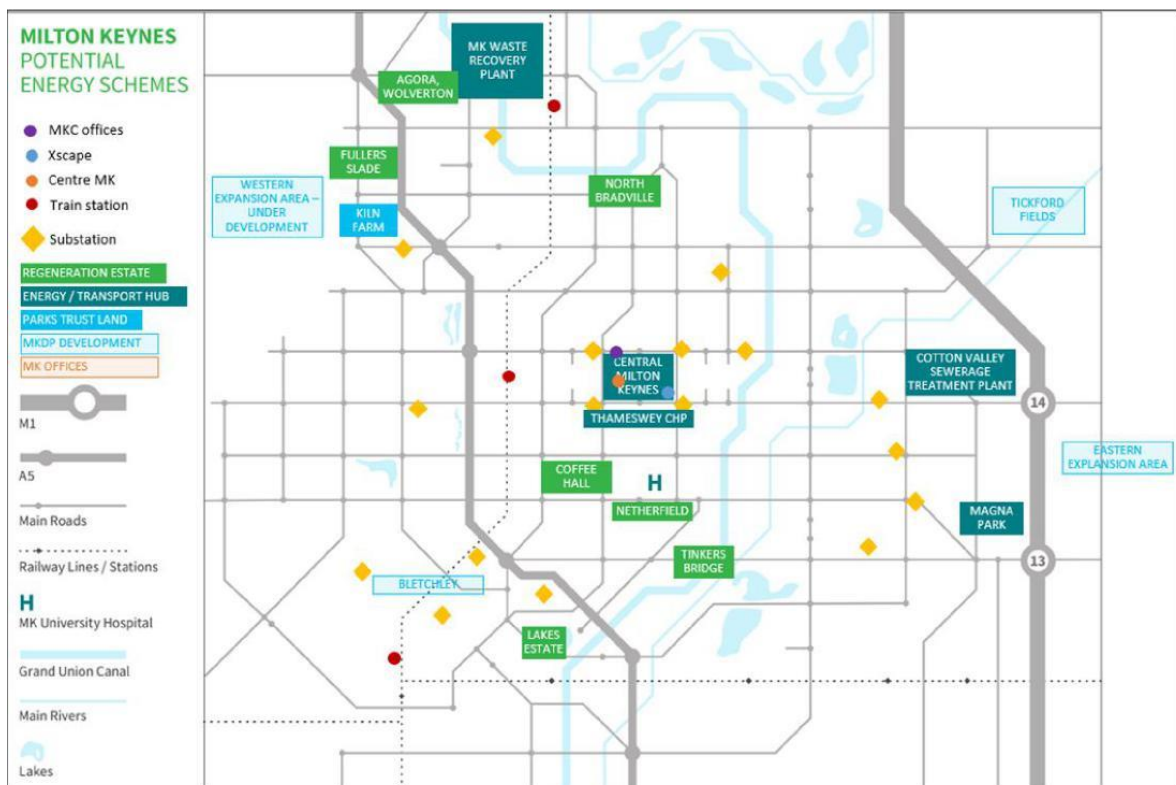 MILTON KEYNES
POTENTIAL
ENERGY SCHEMES
MKC offices
Xscape
Centre MK
Train station
Substation
REGENERATION ESTATE
ENERGY / TRANSPORT HUB
PARKS TRUST LAND
MKDP DEVELOPMENT
MK OFFICES
M1
A5
Main Roads
Railway Lines / Stations
H
MK University Hospital
Grand Union Canal
Main Rivers
Lakes
MK WASTE
RECOVERY
PLANT
AGORA,
WOLVERTON
FULLERS
SLADE
WESTERN
EXPANSION AREA –
UNDER
DEVELOPMENT
KILN
FARM
NORTH
BRADVILLE
TICKFORD
FIELDS
CENTRAL
MILTON
KEYNES
THAMESWEY CHP
COTTON VALLEY
SEWERAGE
TREATMENT PLANT
14
EASTERN
EXPLANSION AREA
COFFEE
HALL
H
NETHERFIELD
MAGNA
PARK
TINKERS
BRIDGE
13
BLETCHLEY
LAKES
ESTATE